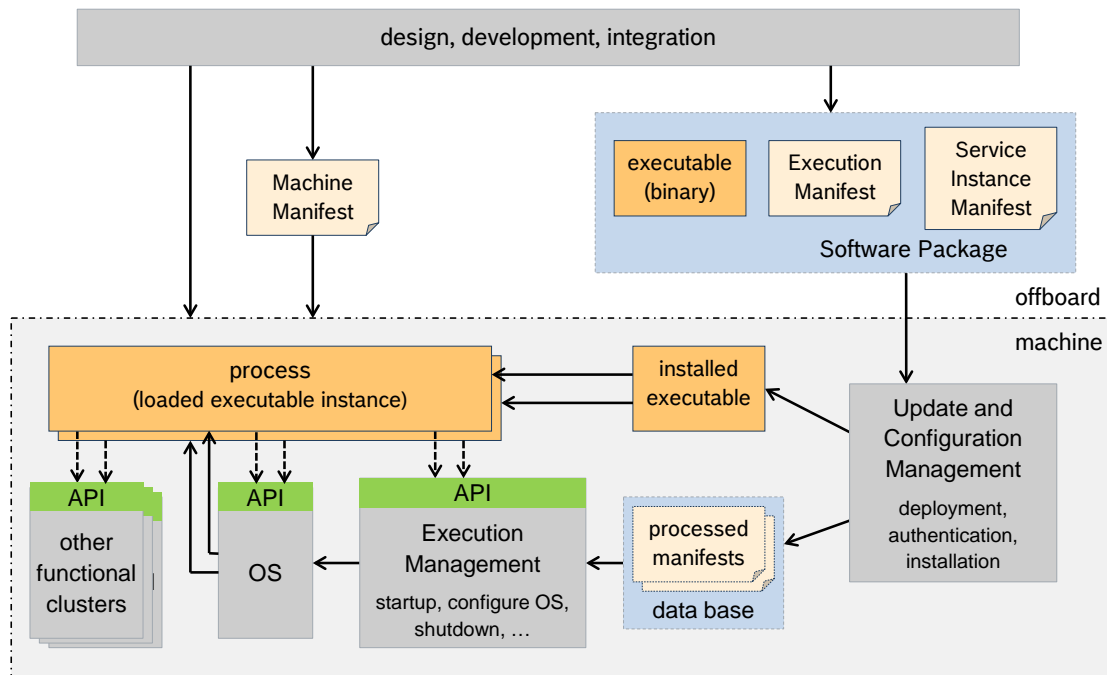 design, development, integration
executable
(binary)
Execution
Manifest
Service
Instance
Manifest
Software Package
Machine
Manifest
offboard
machine
process
(loaded executable instance)
installed
executable
Update and
Configuration
Management
deployment,
authentication,
installation
API
other
functional
clusters
API
OS
API
Execution
Management
startup, configure OS,
shutdown, …
processed
manifests
data base